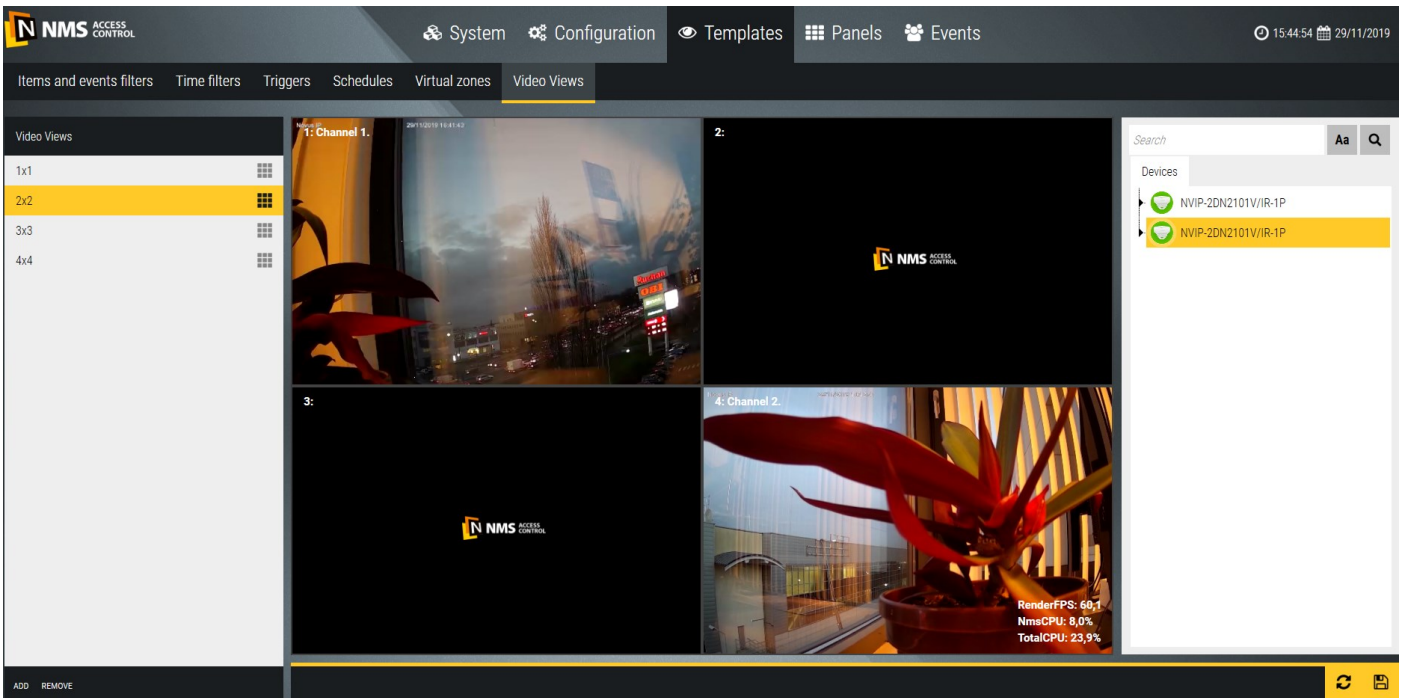 N NMS ACCESS CONTROL
System Configuration Templates Panels Events
15:44:54 29/11/2019
Items and events filters Time filters Triggers Schedules Virtual zones Video Views
Video Views
1x1
2x2
3x3
4x4
ADD REMOVE
29/11/2019 16:41:43
1: Channel 1.
OBI
2:
N NMS ACCESS CONTROL
3:
N NMS ACCESS CONTROL
4: Channel 2.
RenderFPS: 60,1
NmsCPU: 8,0%
TotalCPU: 23,9%
Search Aa
Devices
NVIP-2DN2101V/IR-1P
NVIP-2DN2101V/IR-1P